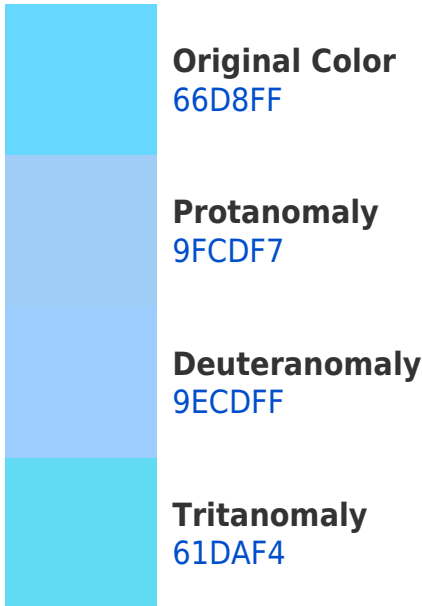 Original Color
66D8FF
Protanomaly
9FCDF7
Deuteranomaly
9ECDFF
Tritanomaly
61DAF4